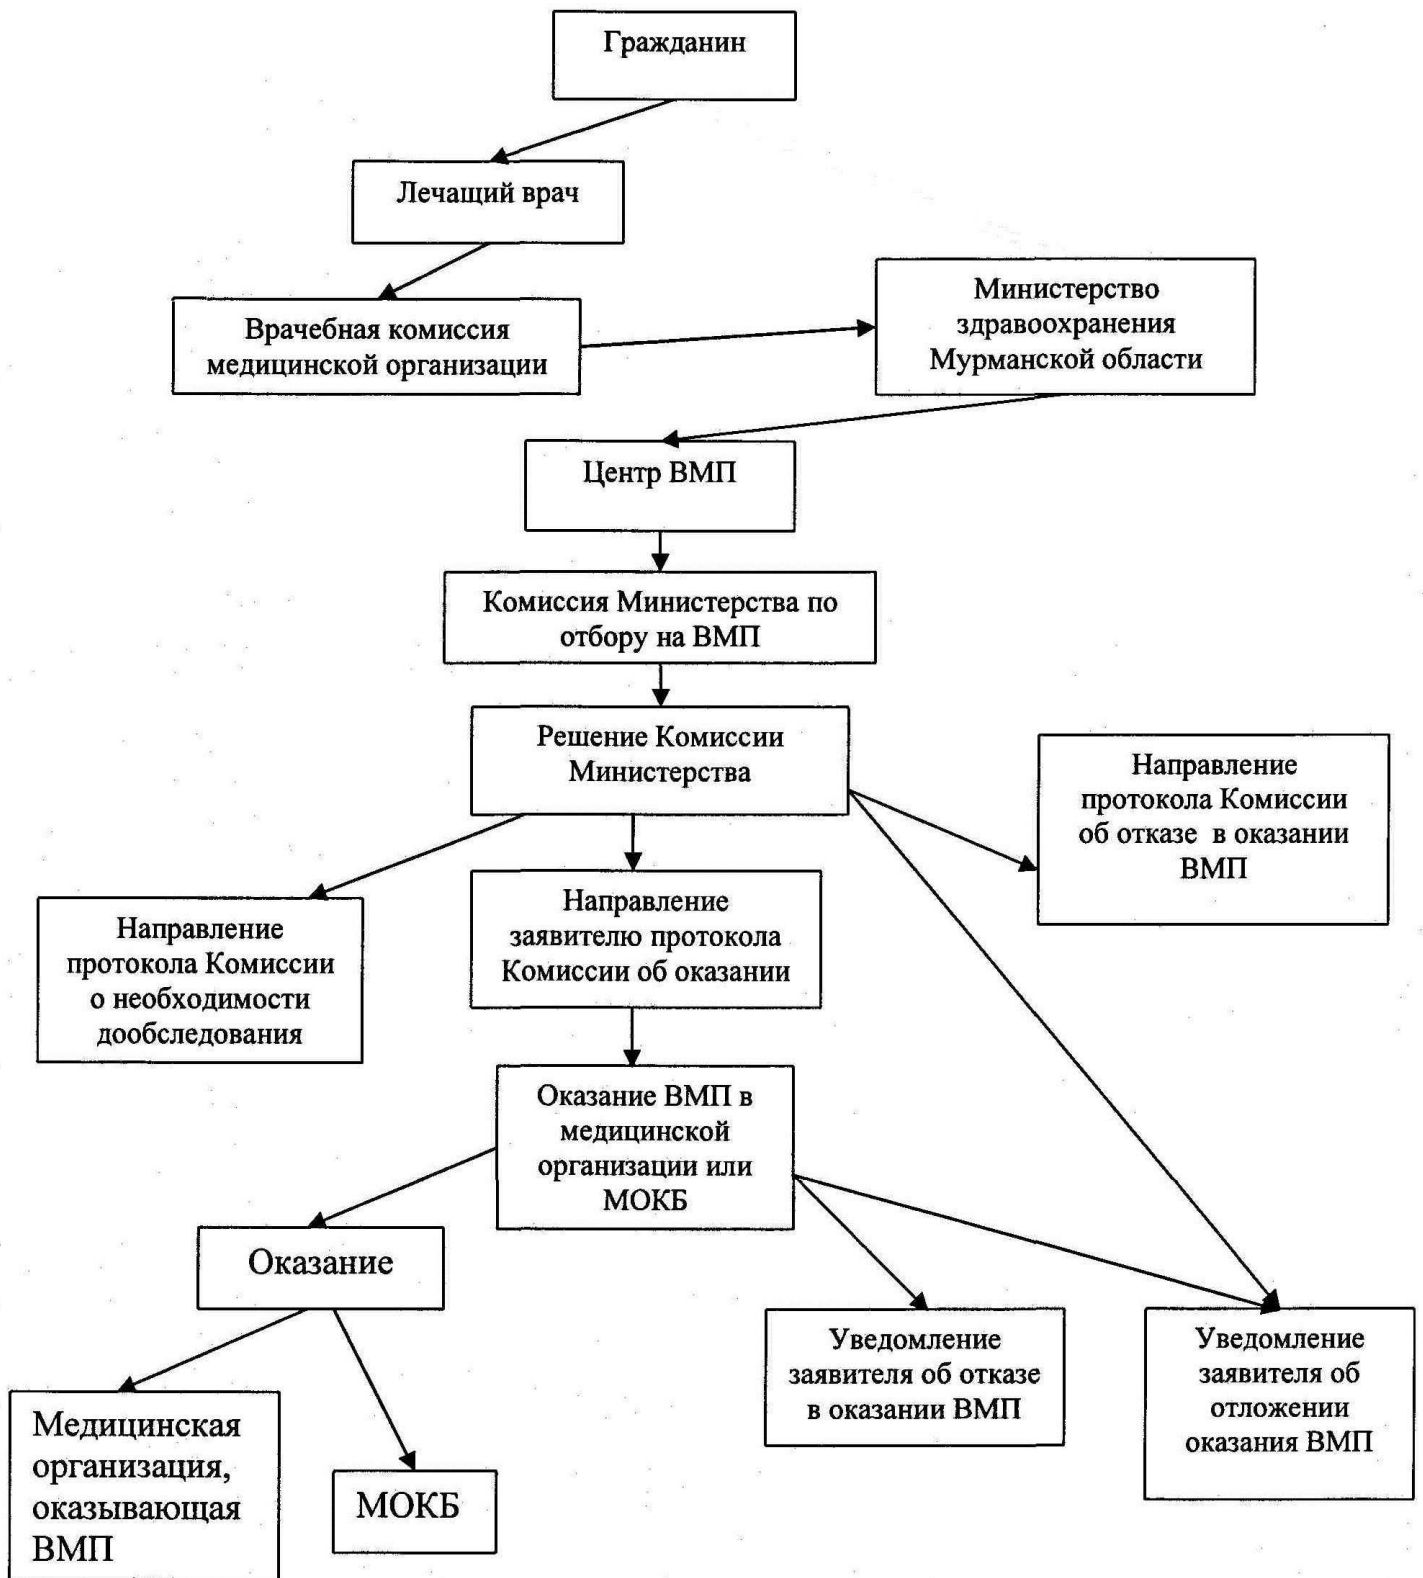 Гражданин
Лечащий врач
Врачебная комиссия
медицинской организации
Министерство
здравоохранения
Мурманской области
Центр ВМП
Комиссия Министерства по
отбору на ВМП
Решение Комиссии
Министерства
Направление
протокола Комиссии
об отказе в оказании
ВМП
Направление
протокола Комиссии
о необходимости
дообследования
Направление
заявителю протокола
Комиссии об оказании
Оказание ВМП в
медицинской
организации или
МОКБ
Оказание
Уведомление
заявителя об отказе
в оказании ВМП
Уведомление
заявителя об
отложении
оказания ВМП
Медицинская
организация,
оказывающая
ВМП
МОКБ